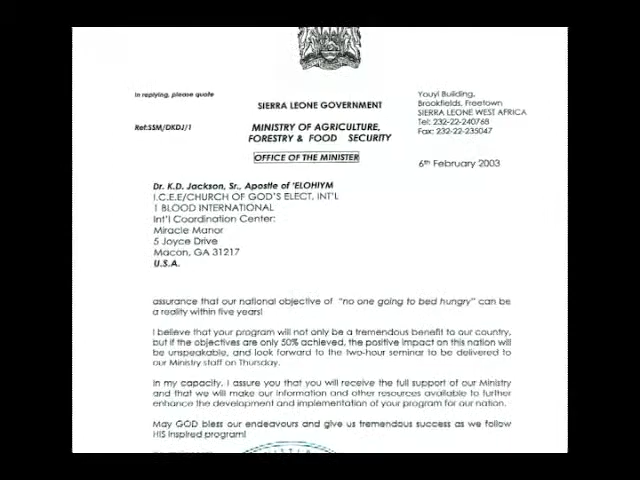 In replying, please quote
Ref:SSM/DKDJ/1
SIERRA LEONE GOVERNMENT
MINISTRY OF AGRICULTURE,
FORESTRY & FOOD SECURITY
OFFICE OF THE MINISTER
Youyi Building,
Brookfields, Freetown
SIERRA LEONE WEST AFRICA
Tel: 232-22-240768
Fax: 232-22-235047
6th February 2003
Dr. K.D. Jackson, Sr., Apostle of 'ELOHIYM
I.C.E.E/CHURCH OF GOD'S ELECT, INT'L
1 BLOOD INTERNATIONAL
Int'l Coordination Center:
Miracle Manor
5 Joyce Drive
Macon, GA 31217
U.S.A.
assurance that our national objective of "no one going to bed hungry" can be
a reality within five years!
I believe that your program will not only be a tremendous benefit to our country,
but if the objectives are only 50% achieved, the positive impact on this nation will
be unspeakable, and look forward to the two-hour seminar to be delivered to
our Ministry staff on Thursday.
In my capacity, I assure you that you will receive the full support of our Ministry
and that we will make our information and other resources available to further
enhance the development and implementation of your program for our nation.
May GOD bless our endeavours and give us tremendous success as we follow
HIS inspired program!